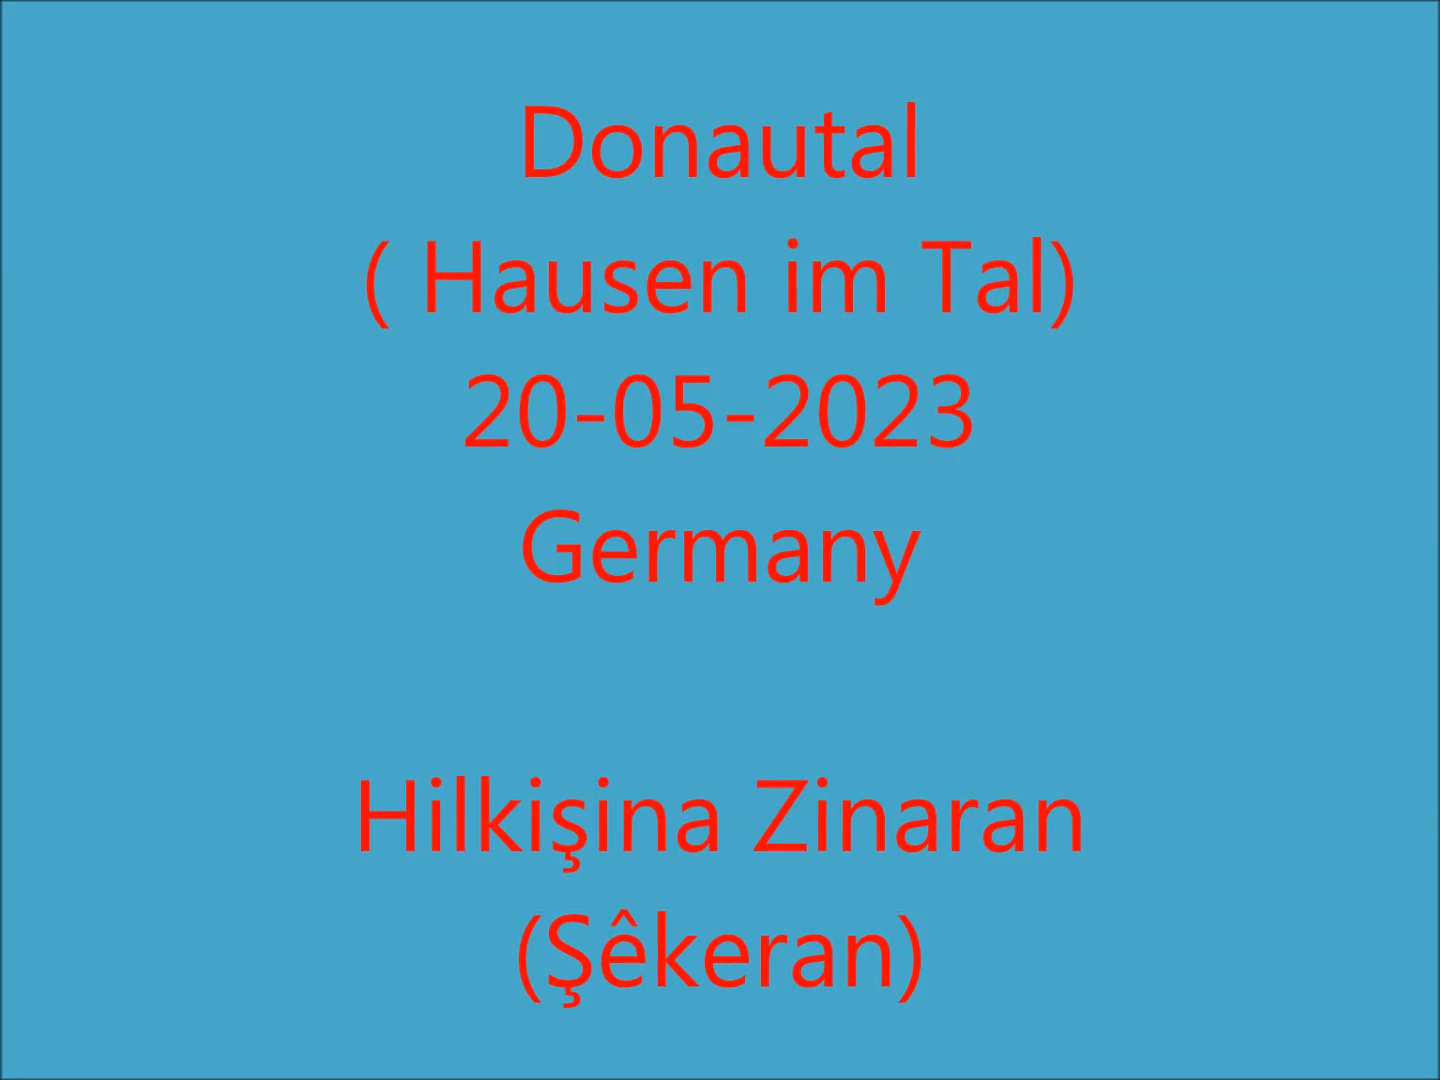 Donautal
( Hausen im Tal)
20-05-2023
Germany
Hilkişina Zinaran
(Şêkeran)